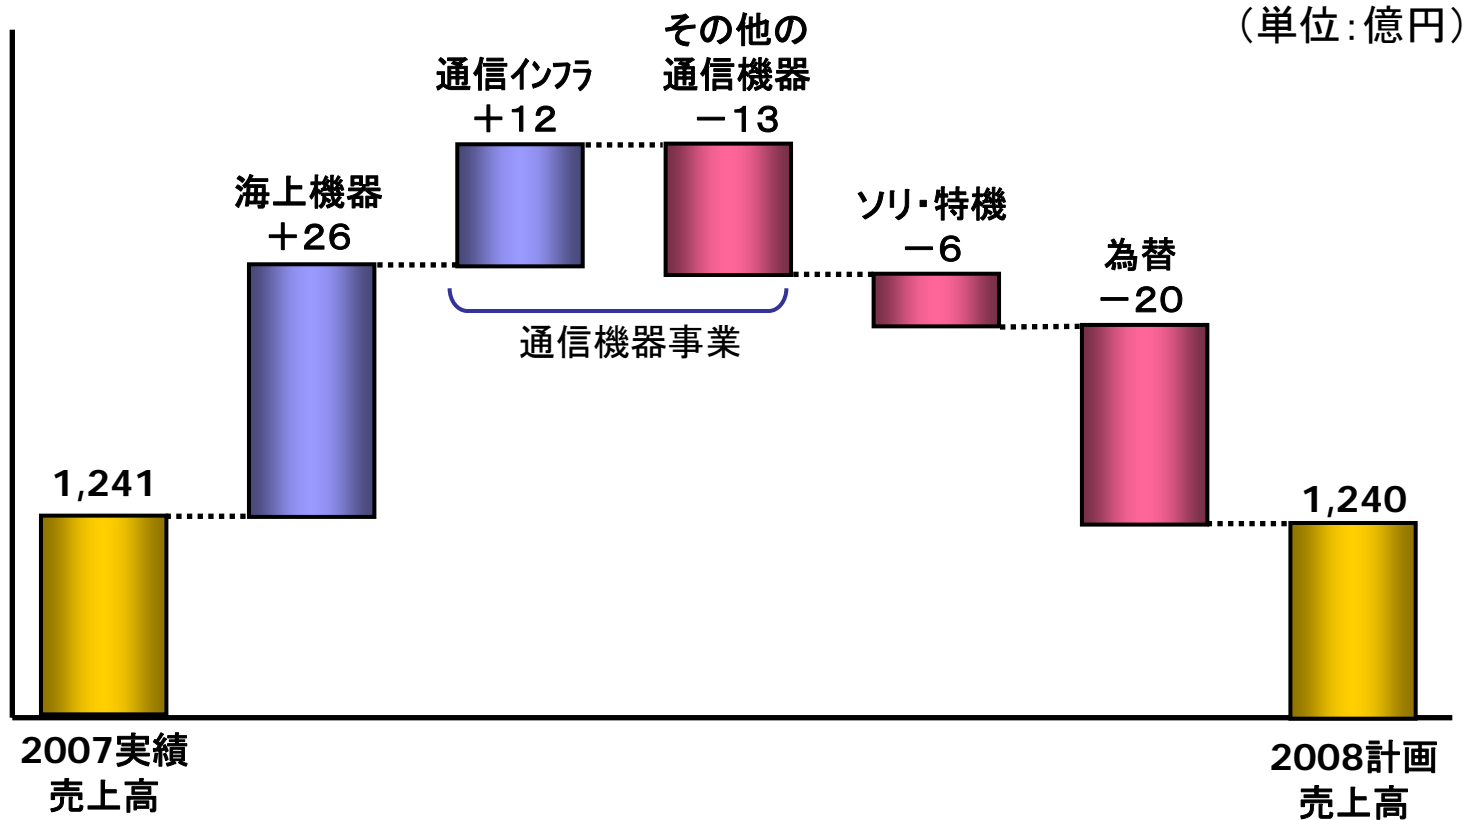 （単位：億円）
その他の
通信機器
－13
通信インフラ
＋12
海上機器
＋26
ソリ・特機
－6
為替
－20
通信機器事業
1,241
1,240
2007実績
売上高
2008計画
売上高